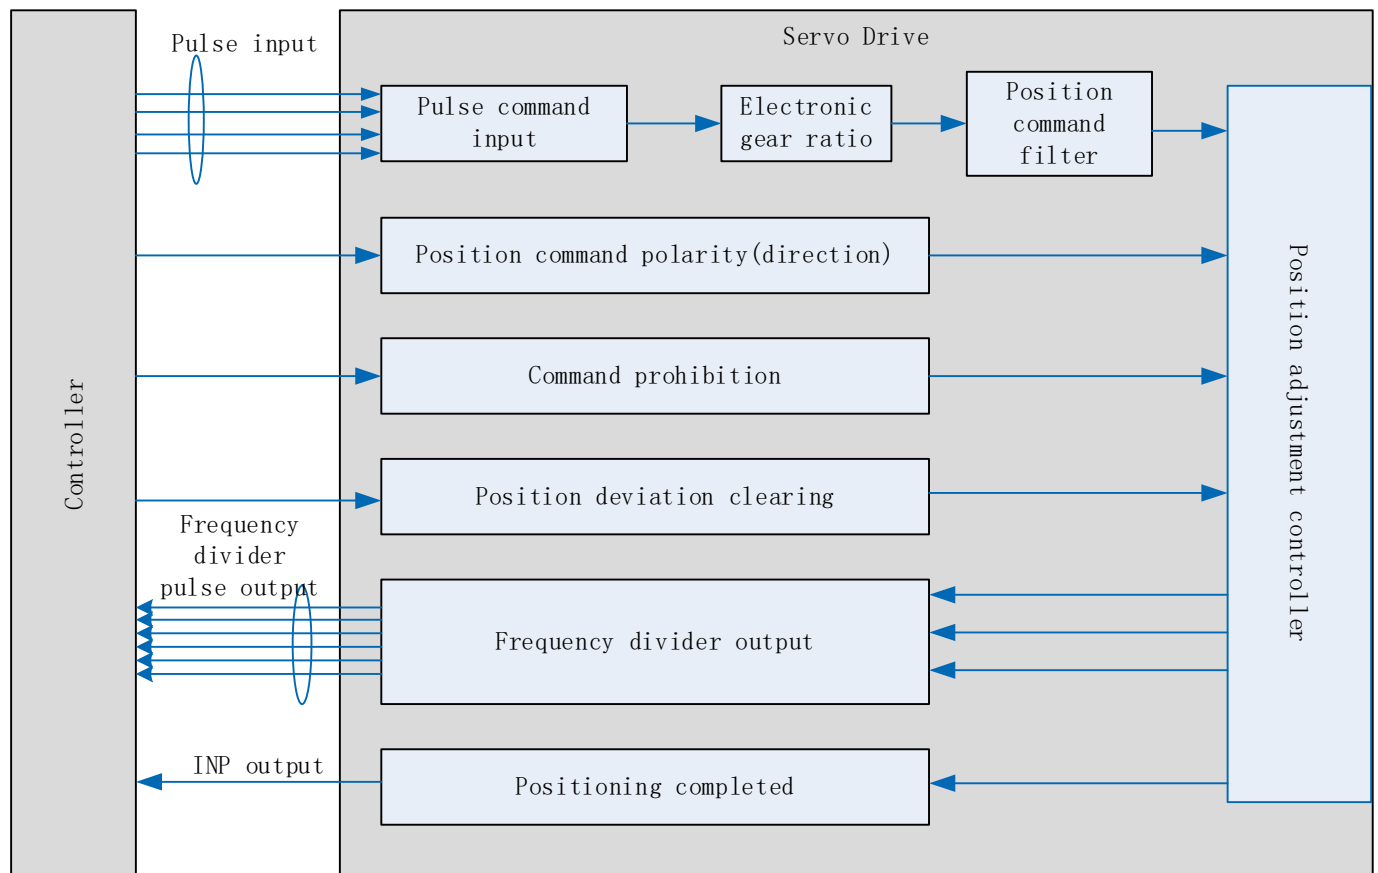 Pulse input
Servo Drive
Pulse command
input
Electronic
gear ratio
Position
command
filter
Position command polarity(direction)
Command prohibition
Position deviation clearing
Controller
Position adjustment controller
Frequency
divider
pulse output
Frequency divider output
INP output
Positioning completed